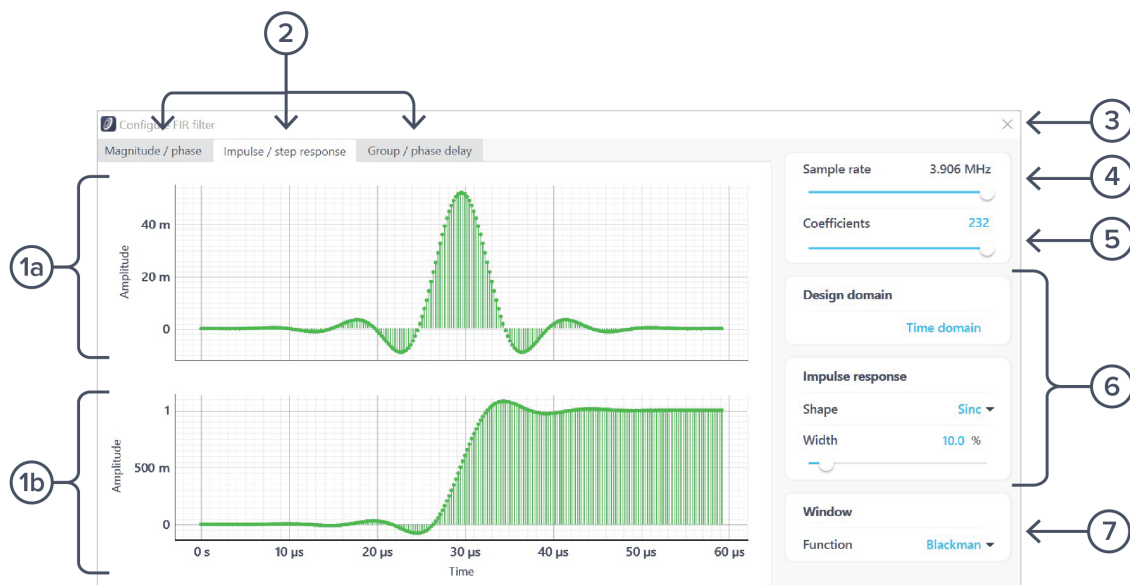 2
Configure FIR filter
3
Magnitude / phase
Impulse / step response
Group / phase delay
Sample rate
3.906 MHz
4
Coefficients
232
5
1a
Amplitude
40 m
20 m
0
Design domain
Time domain
6
Impulse response
Shape
Sinc
Width
10.0 %
1b
Amplitude
1
500 m
0
0 s
10 µs
20 µs
30 µs
40 µs
50 µs
60 µs
Time
Window
Function
Blackman
7